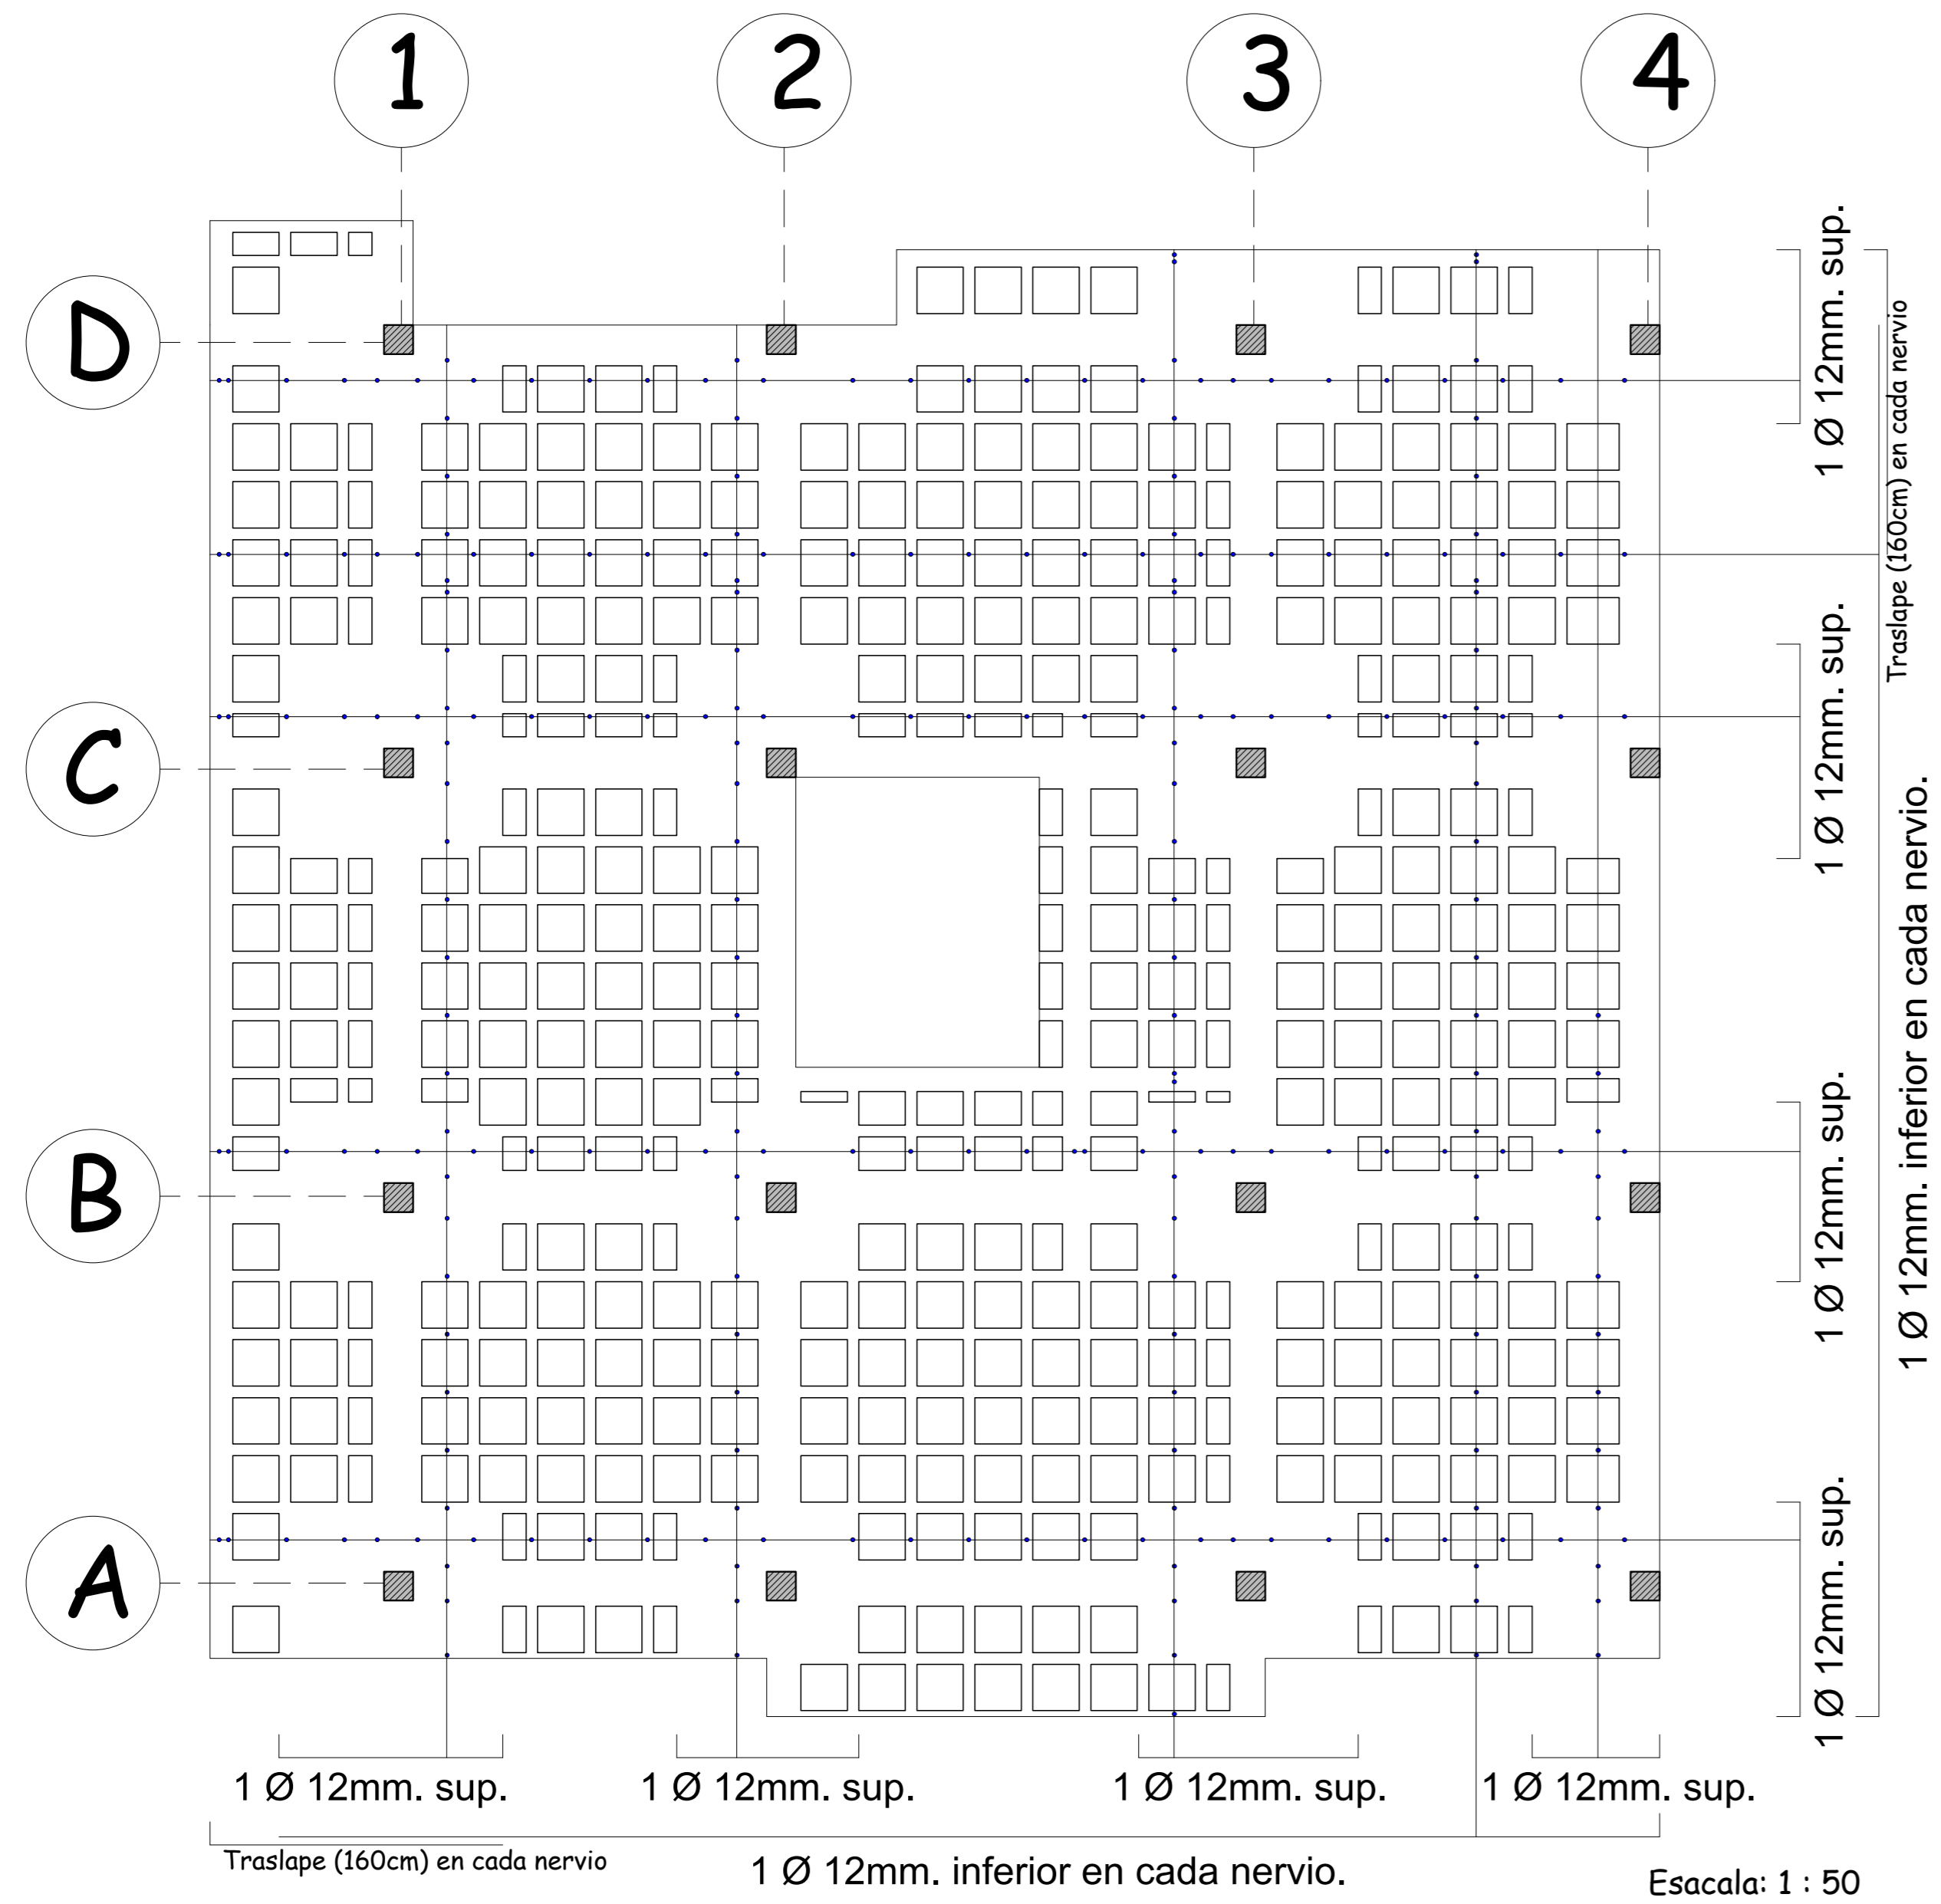 1
2
3
4
D
C
B
A
1 Ø 12mm. sup.
Traslape (160cm) en cada nervio
1 Ø 12mm. sup.
1 Ø 12mm. inferior en cada nervio.
1 Ø 12mm. sup.
1 Ø 12mm. sup.
1 Ø 12mm. sup.
1 Ø 12mm. sup.
1 Ø 12mm. sup.
1 Ø 12mm. sup.
Traslape (160cm) en cada nervio
1 Ø 12mm. inferior en cada nervio.
Esacala: 1 : 50